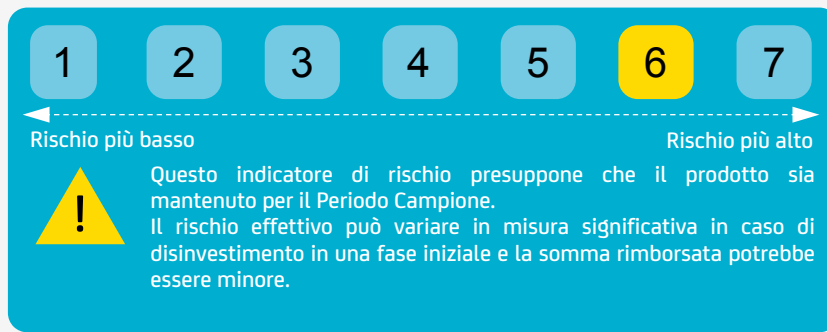 1 2 3 4 5 6 7
Rischio più basso Rischio più alto
!
Questo indicatore di rischio presuppone che il prodotto sia
mantenuto per il Periodo Campione.
Il rischio effettivo può variare in misura significativa in caso di
disinvestimento in una fase iniziale e la somma rimborsata potrebbe
essere minore.